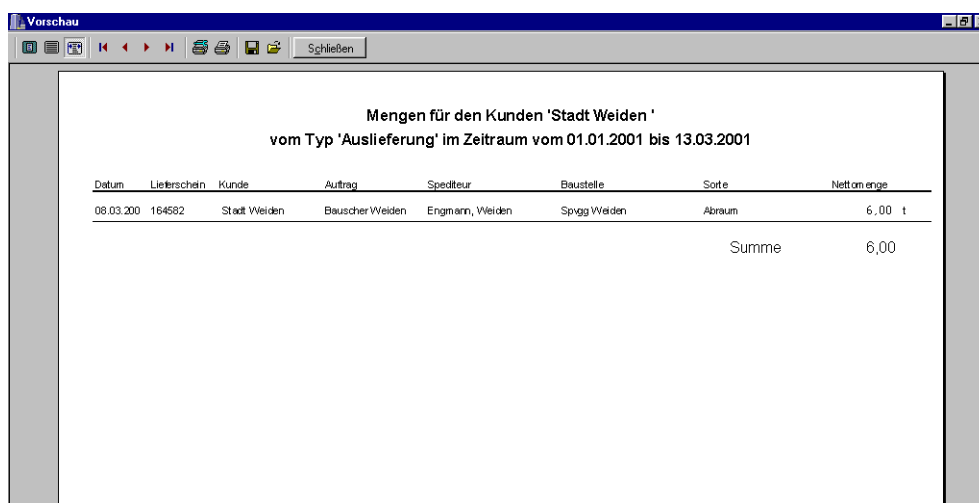 Vorschau
Schließen
Mengen für den Kunden 'Stadt Weiden '
vom Typ 'Auslieferung' im Zeitraum vom 01.01.2001 bis 13.03.2001
Datum Lieferschein Kunde Auftrag Spediteur Baustelle Sorte Nettomenge
08.03.200 164582 Stadt Weiden Bauscher Weiden Engmann, Weiden Spvgg Weiden Abraum 6,00 t
Summe 6,00